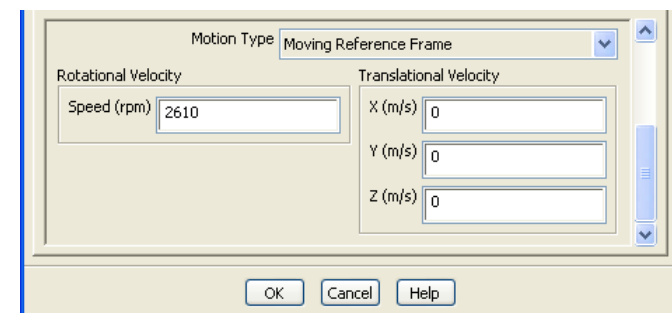 Motion Type Moving Reference Frame
Rotational Velocity
Speed (rpm) 2610
Translational Velocity
X (m/s) 0
Y (m/s) 0
Z (m/s) 0
OK Cancel Help